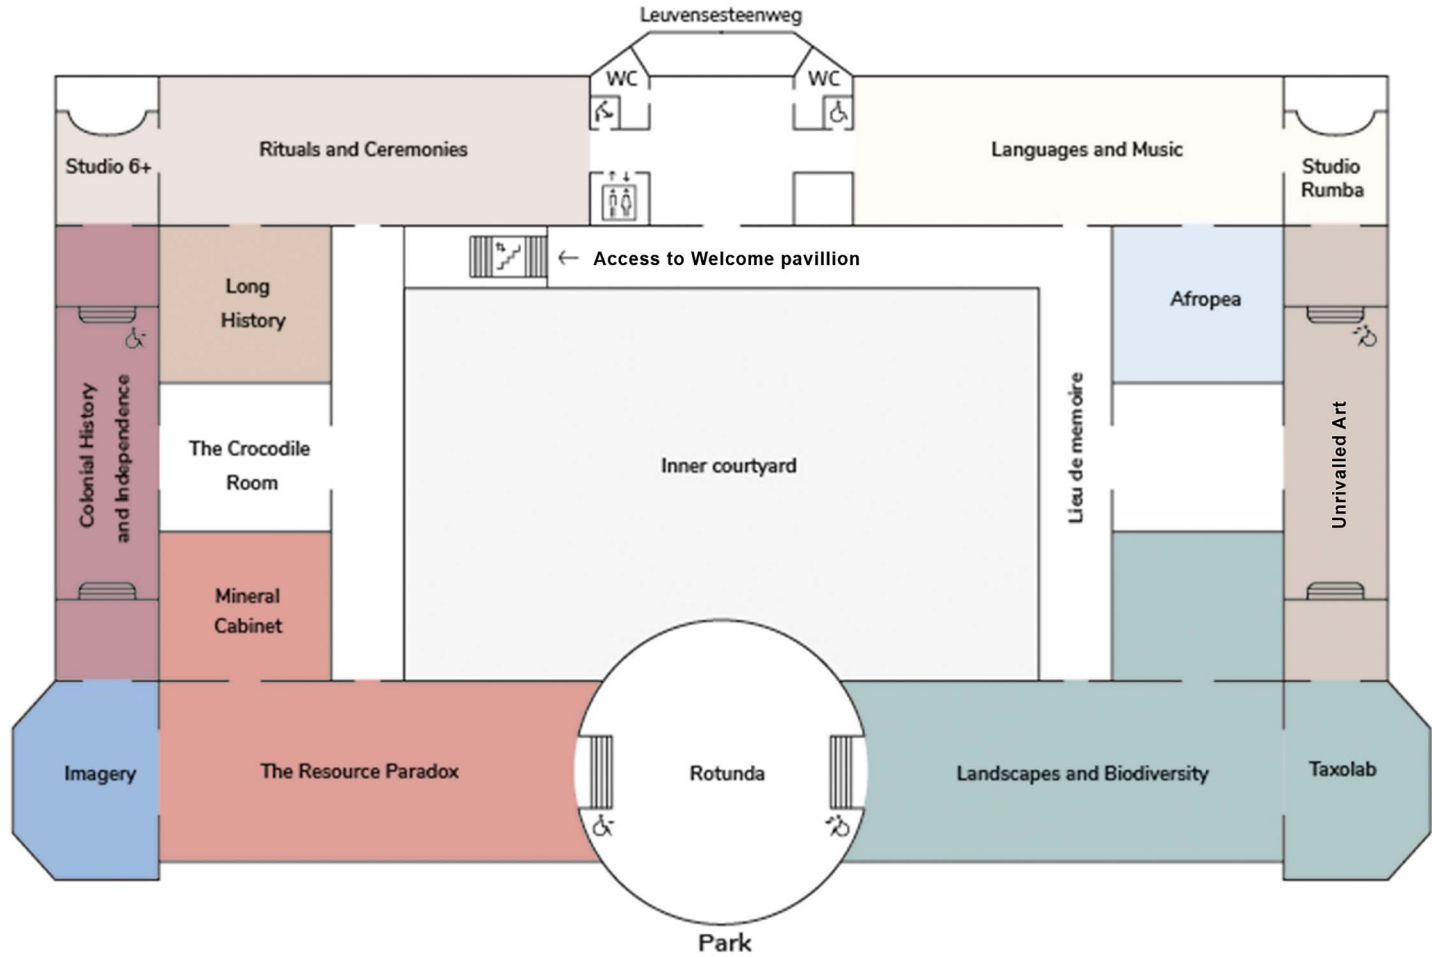 Leuvensesteenweg
WC
WC
Rituals and Ceremonies
Languages and Music
Studio 6+
Studio
Rumba
← Access to Welcome pavillion
Long
History
Afropea
Colonial History
and Independence
The Crocodile
Room
Inner courtyard
Lieu de memoire
Unrivalled Art
Mineral
Cabinet
Imagery
The Resource Paradox
Rotunda
Landscapes and Biodiversity
Taxolab
Park